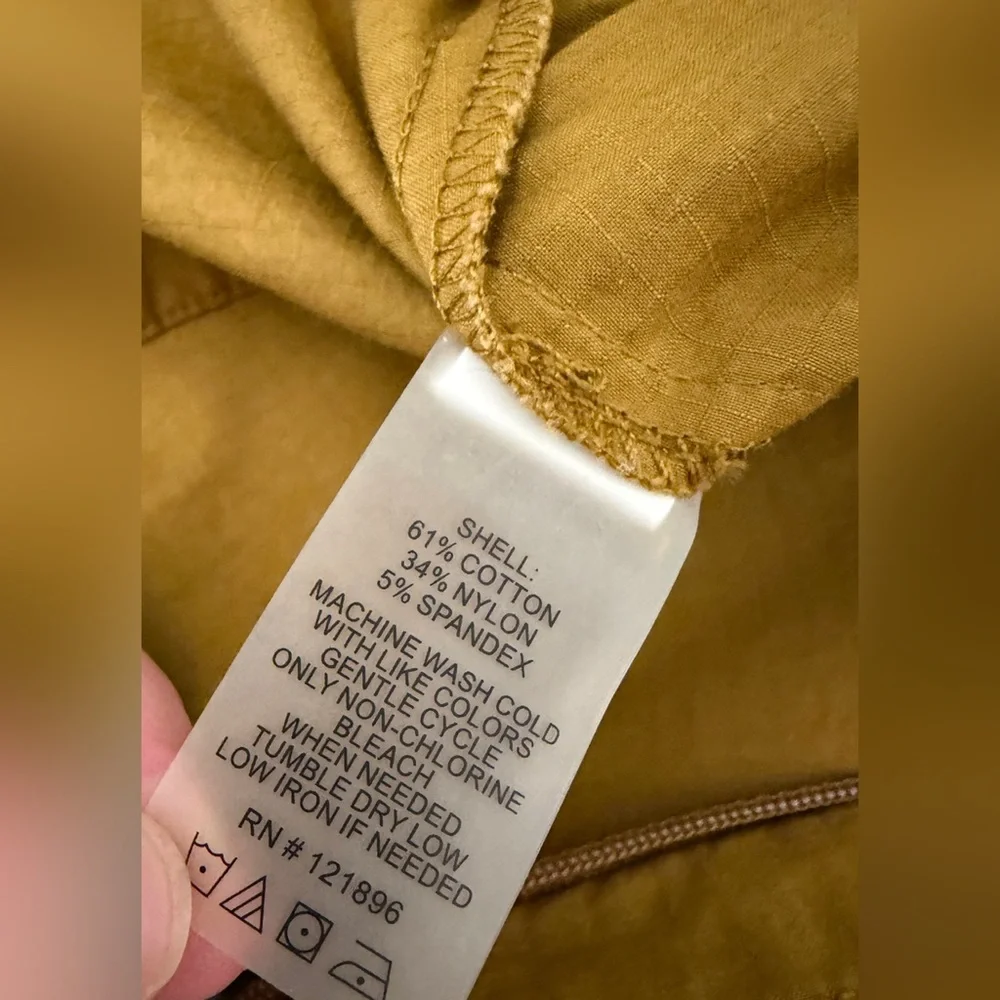 SHELL:
61% COTTON
34% NYLON
5% SPANDEX
MACHINE WASH COLD
WITH LIKE COLORS
GENTLE CYCLE
ONLY NON-CHLORINE
BLEACH
WHEN NEEDED
TUMBLE DRY LOW
LOW IRON IF NEEDED
RN # 121896